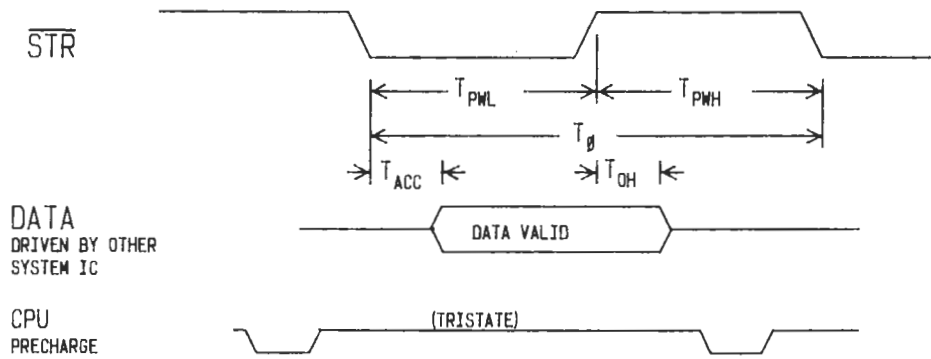 STR
T_PWL
T_PWH
T_Ø
T_ACC
T_OH
DATA
DRIVEN BY OTHER
SYSTEM IC
DATA VALID
CPU
PRECHARGE
(TRISTATE)